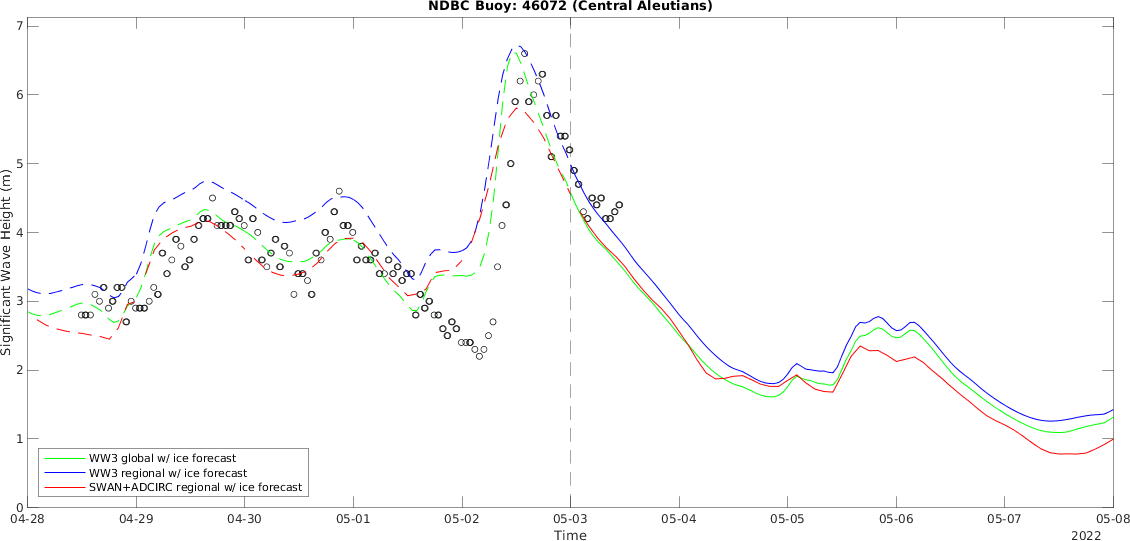 NDBC Buoy: 46072 (Central Aleutians)
7
6
5
4
3
2
1
0
Significant Wave Height (m)
WW3 global w/ ice forecast
WW3 regional w/ ice forecast
SWAN+ADCIRC regional w/ ice forecast
04-28 04-29 04-30 05-01 05-02 05-03 05-04 05-05 05-06 05-07 05-08
Time
2022